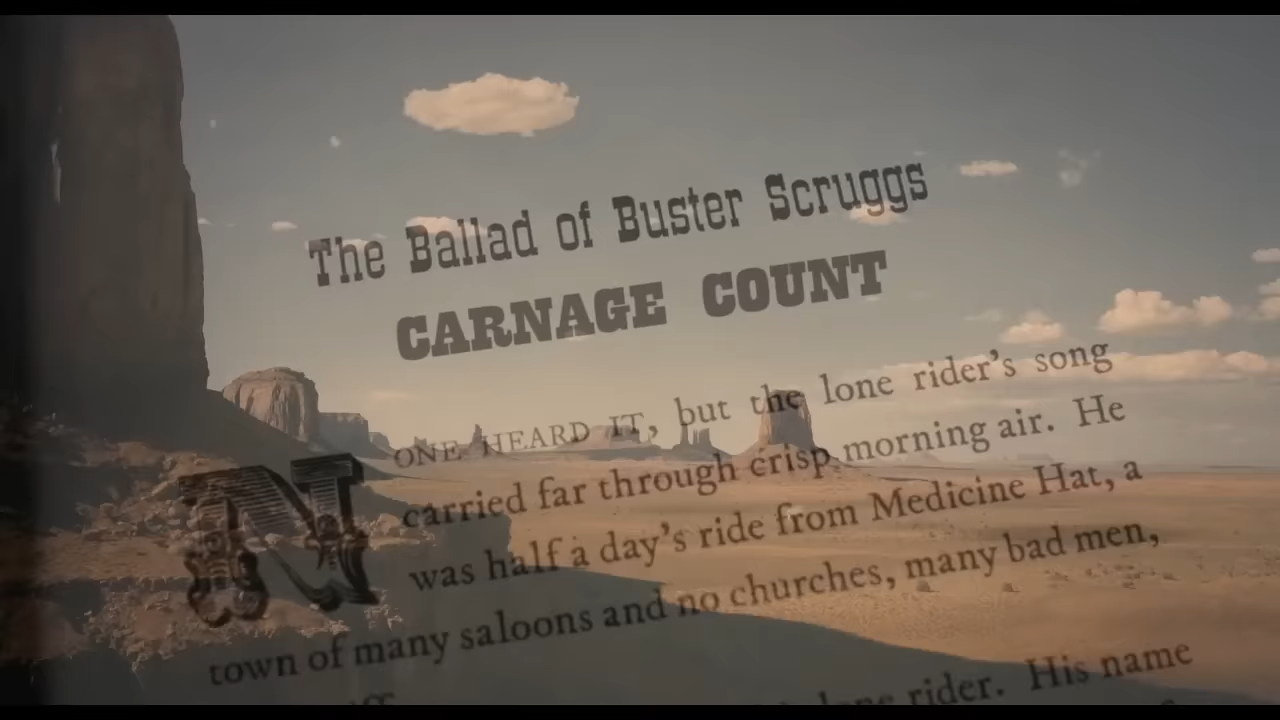 The Ballad of Buster Scruggs
CARNAGE COUNT
NONE HEARD IT, but the lone rider's song
carried far through crisp morning air. He
was half a day's ride from Medicine Hat, a
town of many saloons and no churches, many bad men,
lone rider. His name